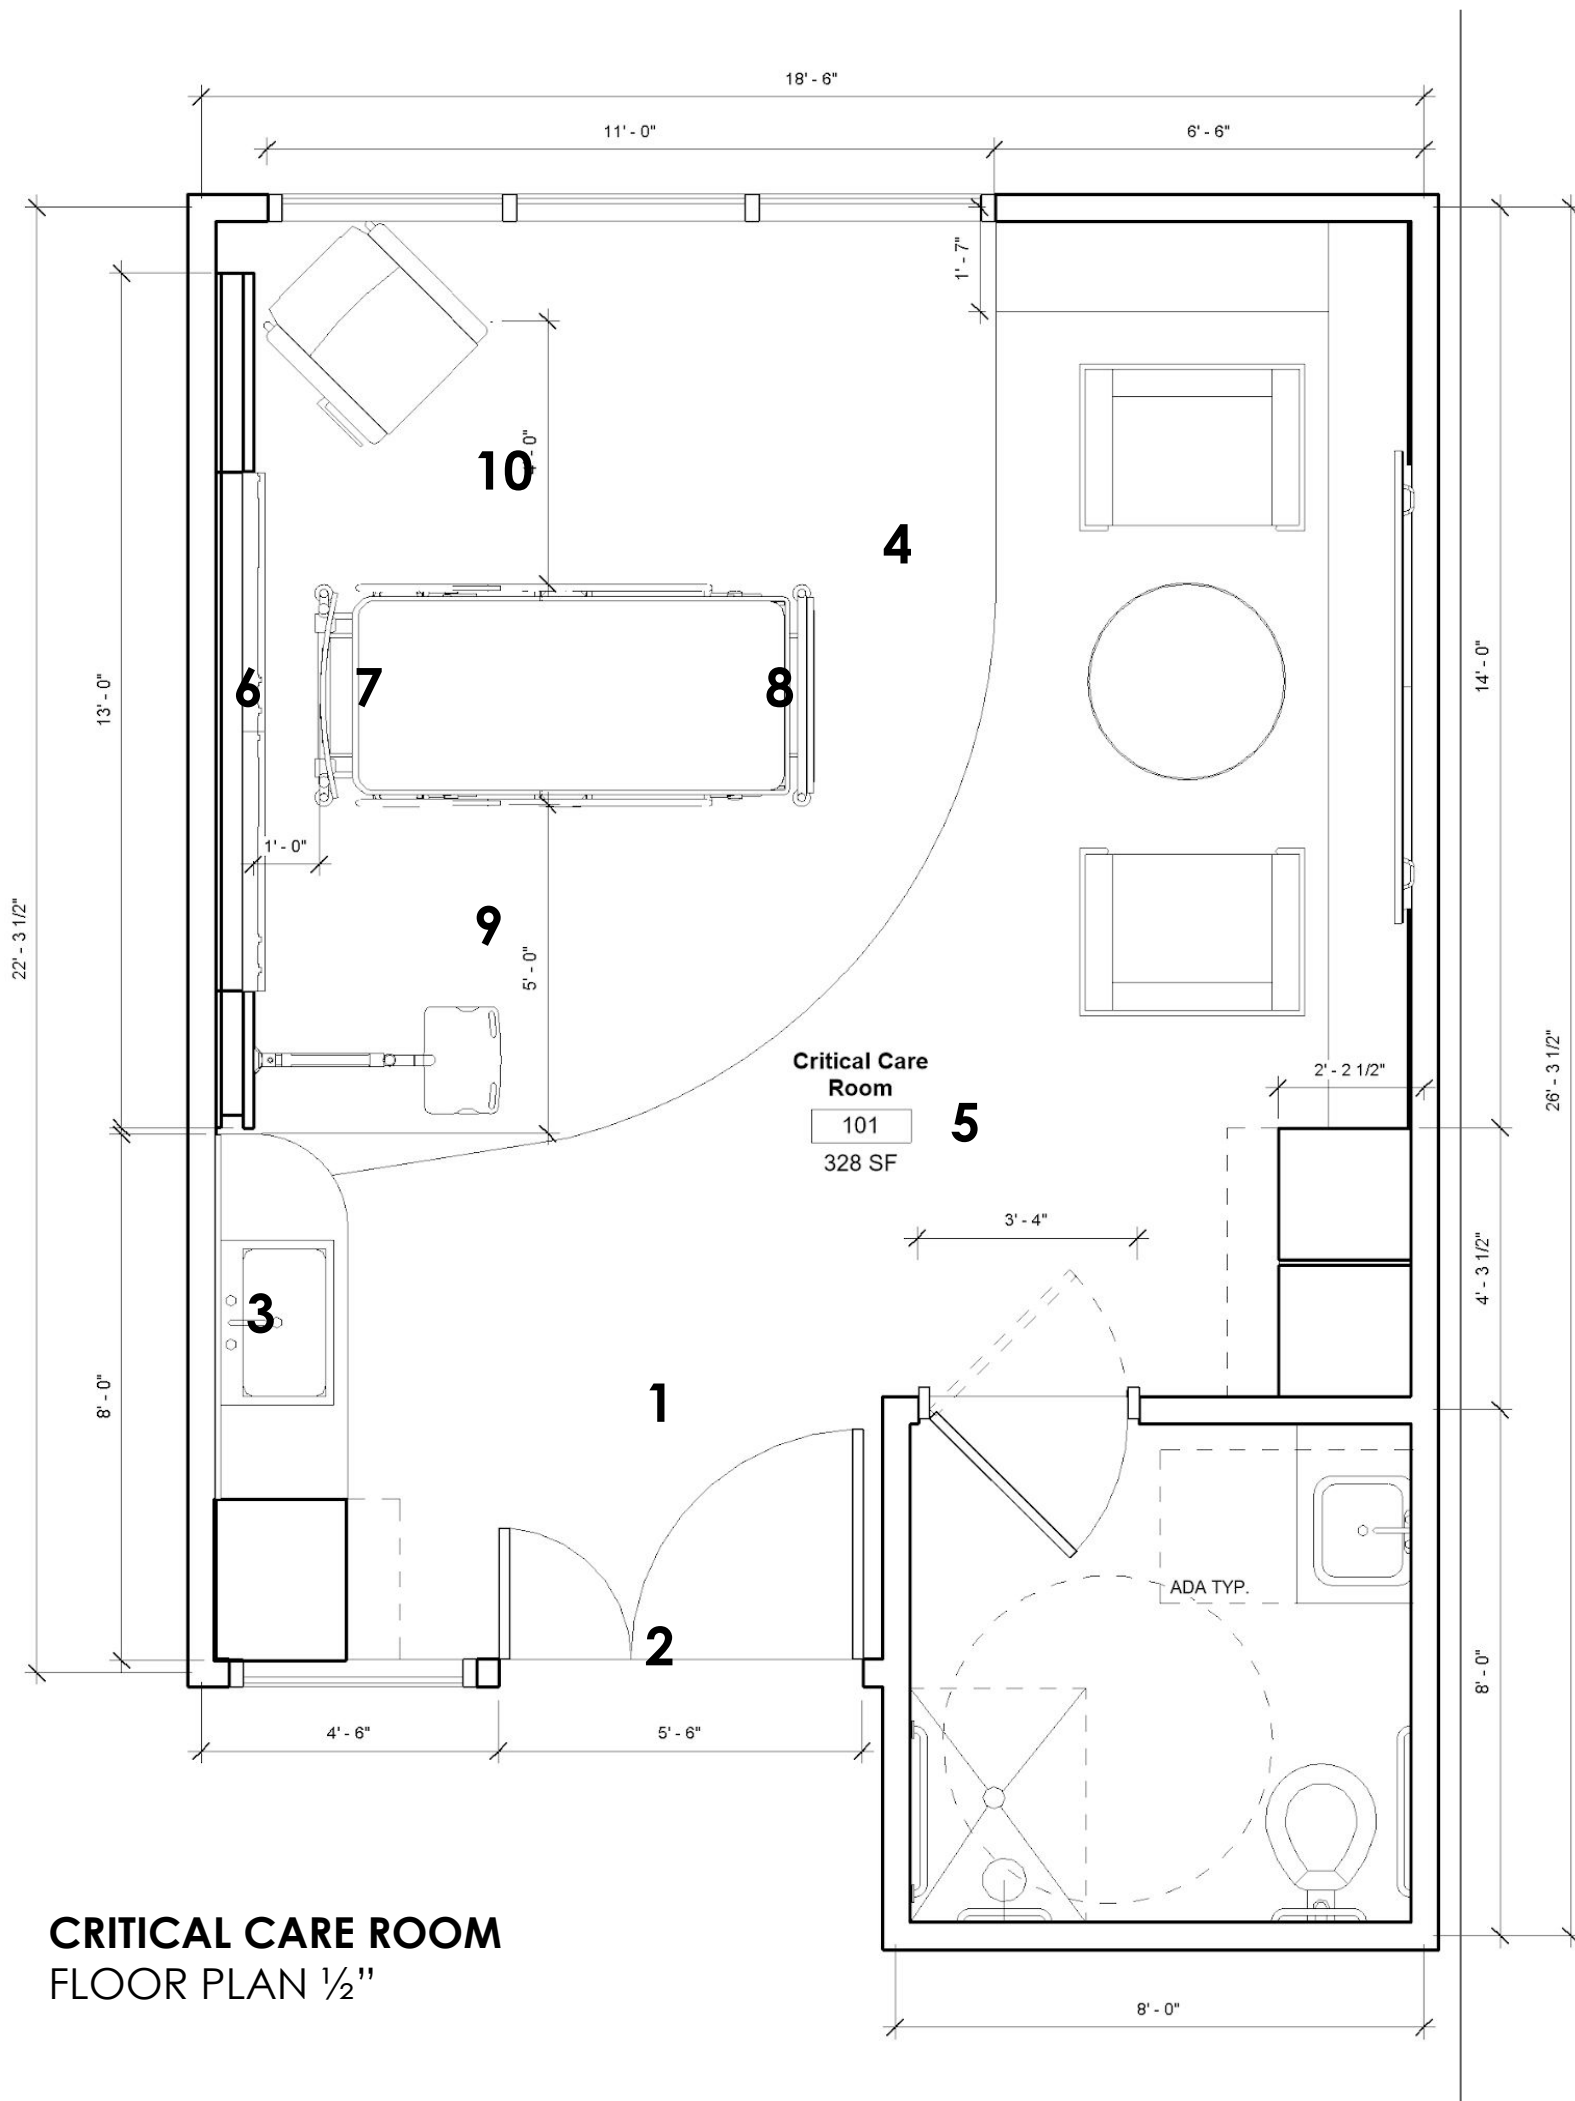 18' - 6"
11' - 0"
6' - 6"
1' - 7"
10
4
14' - 0"
13' - 0"
6
7
8
1' - 0"
22' - 3 1/2"
9
5' - 0"
Critical Care
Room
101
328 SF
5
2' - 2 1/2"
26' - 3 1/2"
3' - 4"
4' - 3 1/2"
3
8' - 0"
1
ADA TYP.
2
8' - 0"
4' - 6"
5' - 6"
CRITICAL CARE ROOM
FLOOR PLAN ½”
8' - 0"